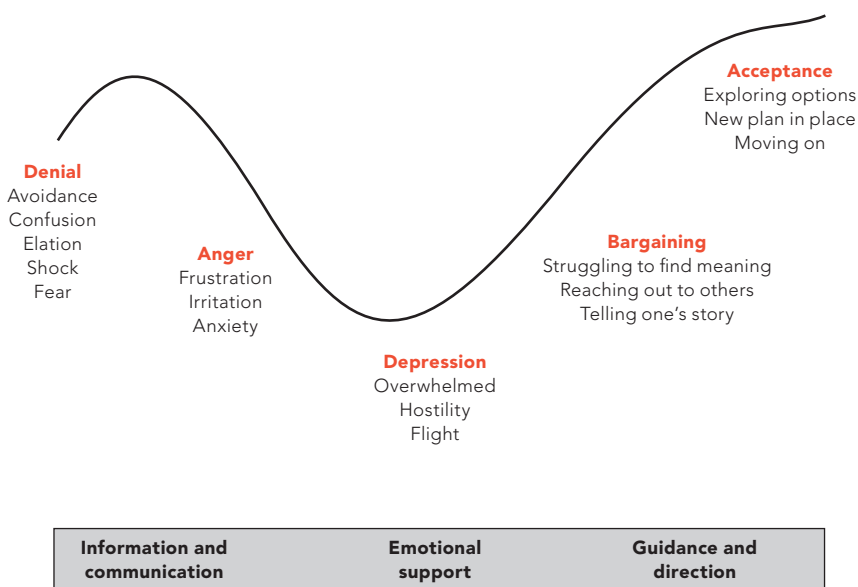 Denial
Avoidance
Confusion
Elation
Shock
Fear
Anger
Frustration
Irritation
Anxiety
Depression
Overwhelmed
Hostility
Flight
Bargaining
Struggling to find meaning
Reaching out to others
Telling one's story
Acceptance
Exploring options
New plan in place
Moving on
Information and
communication
Emotional
support
Guidance and
direction